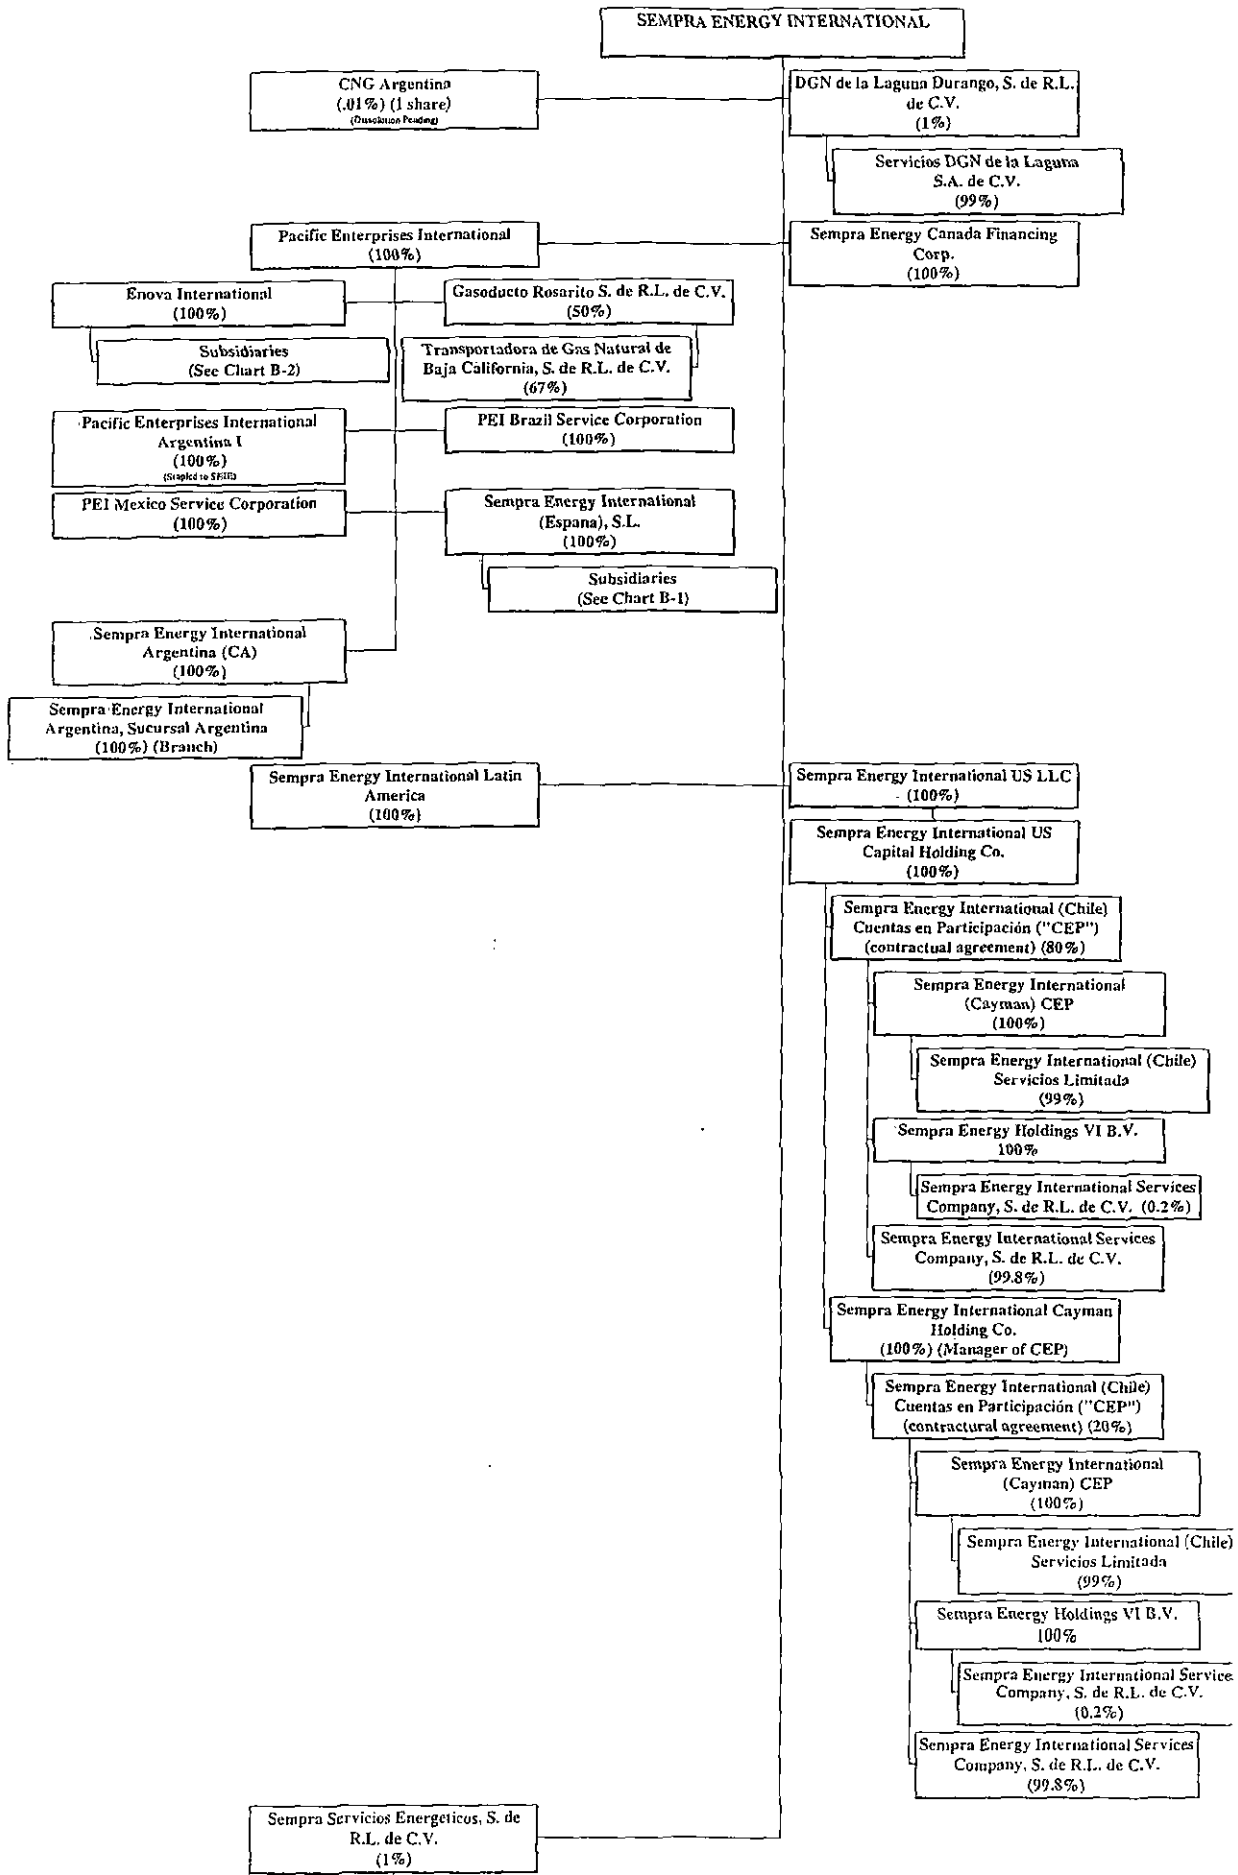 SEMPRA ENERGY INTERNATIONAL
CNG Argentina
(.01%) (1 share)
(Dissolution Pending)
DGN de la Laguna Durango, S. de R.L.
de C.V.
(1%)
Servicios DGN de la Laguna
S.A. de C.V.
(99%)
Pacific Enterprises International
(100%)
Sempra Energy Canada Financing
Corp.
(100%)
Enova International
(100%)
Gasoducto Rosarito S. de R.L. de C.V.
(50%)
Subsidiaries
(See Chart B-2)
Transportadora de Gas Natural de
Baja California, S. de R.L. de C.V.
(67%)
Pacific Enterprises International
Argentina I
(100%)
(Stapled to SEIE)
PEI Brazil Service Corporation
(100%)
PEI Mexico Service Corporation
(100%)
Sempra Energy International
(Espana), S.L.
(100%)
Subsidiaries
(See Chart B-1)
Sempra Energy International
Argentina (CA)
(100%)
Sempra Energy International
Argentina, Sucursal Argentina
(100%) (Branch)
Sempra Energy International Latin
America
(100%)
Sempra Energy International US LLC
(100%)
Sempra Energy International US
Capital Holding Co.
(100%)
Sempra Energy International (Chile)
Cuentas en Participación ("CEP")
(contractual agreement) (80%)
Sempra Energy International
(Cayman) CEP
(100%)
Sempra Energy International (Chile)
Servicios Limitada
(99%)
Sempra Energy Holdings VI B.V.
100%
Sempra Energy International Services
Company, S. de R.L. de C.V. (0.2%)
Sempra Energy International Services
Company, S. de R.L. de C.V.
(99.8%)
Sempra Energy International Cayman
Holding Co.
(100%) (Manager of CEP)
Sempra Energy International (Chile)
Cuentas en Participación ("CEP")
(contractural agreement) (20%)
Sempra Energy International
(Cayman) CEP
(100%)
Sempra Energy International (Chile)
Servicios Limitada
(99%)
Sempra Energy Holdings VI B.V.
100%
Sempra Energy International Service
Company, S. de R.L. de C.V.
(0.2%)
Sempra Energy International Services
Company, S. de R.L. de C.V.
(99.8%)
Sempra Servicios Energeticos, S. de
R.L. de C.V.
(1%)